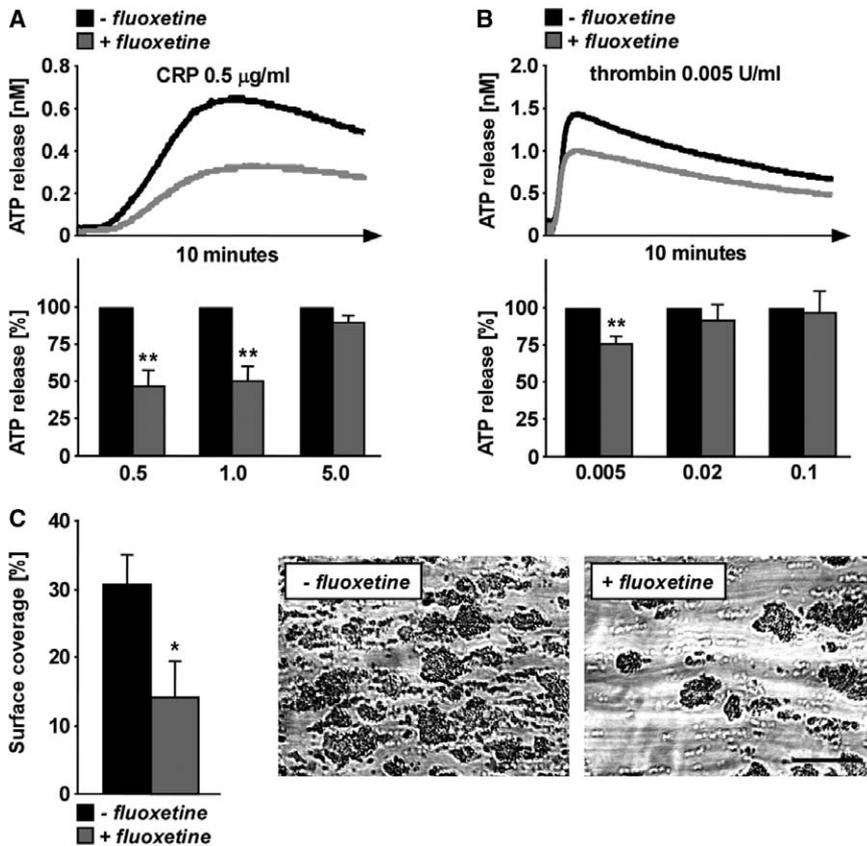 A
- fluoxetine
+ fluoxetine
CRP 0.5 µg/ml
ATP release [nM]
0.8
0.6
0.4
0.2
0
10 minutes
ATP release [%]
100
75
50
25
0
**
**
0.5 1.0 5.0
B
- fluoxetine
+ fluoxetine
thrombin 0.005 U/ml
ATP release [nM]
2.0
1.5
1.0
0.5
0
10 minutes
ATP release [%]
100
75
50
25
0
**
0.005 0.02 0.1
C
Surface coverage [%]
40
30
20
10
0
*
- fluoxetine
+ fluoxetine
- fluoxetine
+ fluoxetine